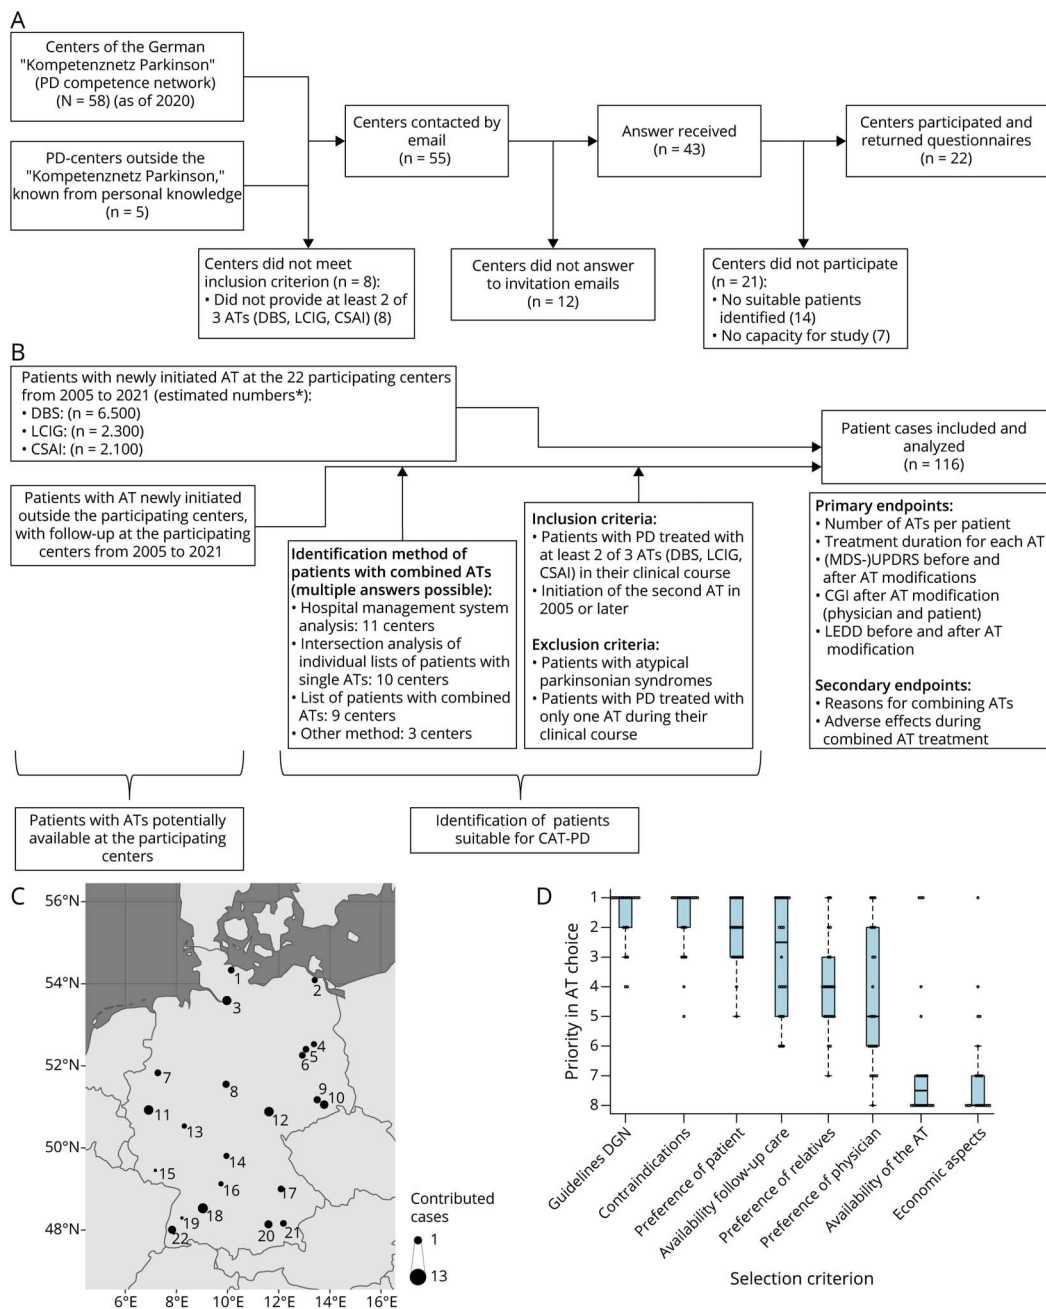 A
Centers of the German
"Kompetenznetz Parkinson"
(PD competence network)
(N = 58) (as of 2020)
PD-centers outside the
"Kompetenznetz Parkinson,"
known from personal knowledge
(n = 5)
Centers contacted by
email
(n = 55)
Answer received
(n = 43)
Centers participated and
returned questionnaires
(n = 22)
Centers did not meet
inclusion criterion (n = 8):
• Did not provide at least 2 of
3 ATs (DBS, LCIG, CSAI) (8)
Centers did not answer
to invitation emails
(n = 12)
Centers did not participate
(n = 21):
• No suitable patients
identified (14)
• No capacity for study (7)
B
Patients with newly initiated AT at the 22 participating centers
from 2005 to 2021 (estimated numbers*):
• DBS: (n = 6.500)
• LCIG: (n = 2.300)
• CSAI: (n = 2.100)
Patients with AT newly initiated
outside the participating centers,
with follow-up at the participating
centers from 2005 to 2021
Identification method of
patients with combined ATs
(multiple answers possible):
• Hospital management system
analysis: 11 centers
• Intersection analysis of
individual lists of patients with
single ATs: 10 centers
• List of patients with combined
ATs: 9 centers
• Other method: 3 centers
Inclusion criteria:
• Patients with PD treated with
at least 2 of 3 ATs (DBS, LCIG,
CSAI) in their clinical course
• Initiation of the second AT in
2005 or later
Exclusion criteria:
• Patients with atypical
parkinsonian syndromes
• Patients with PD treated with
only one AT during their
clinical course
Patient cases included and
analyzed
(n = 116)
Primary endpoints:
• Number of ATs per patient
• Treatment duration for each AT
• (MDS-)UPDRS before and
after AT modifications
• CGI after AT modification
(physician and patient)
• LEDD before and after AT
modification
Secondary endpoints:
• Reasons for combining ATs
• Adverse effects during
combined AT treatment
Patients with ATs potentially
available at the participating
centers
Identification of patients
suitable for CAT-PD
C
56°N
54°N
52°N
50°N
48°N
6°E 8°E 10°E 12°E 14°E 16°E
1
2
3
4
5
6
7
8
9
10
11
12
13
14
15
16
17
18
19
20
21
22
Contributed
cases
1
13
D
Priority in AT choice
1
2
3
4
5
6
7
8
Guidelines DGN
Contraindications
Preference of patient
Availability follow-up care
Preference of relatives
Preference of physician
Availability of the AT
Economic aspects
Selection criterion